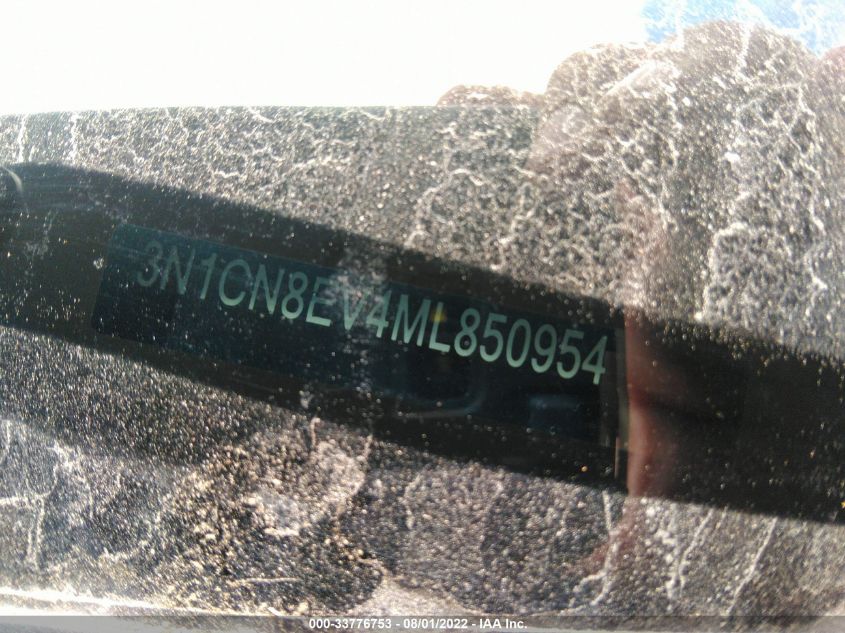 3N1CN8EV4ML850954
000-33776753 - 08/01/2022 - IAA Inc.